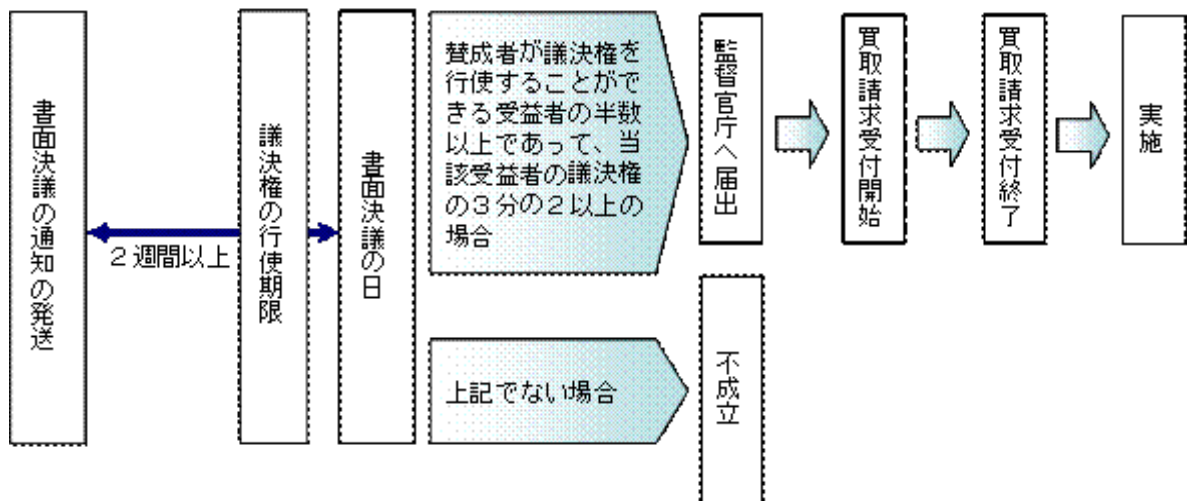 書面決議の通知の発送
2週間以上
議決権の行使期限
書面決議の日
賛成者が議決権を
行使することがで
きる受益者の半数
以上であって、当
該受益者の議決権
の3分の2以上の
場合
監督官庁へ届出
買取請求受付開始
買取請求受付終了
実施
上記でない場合
不成立